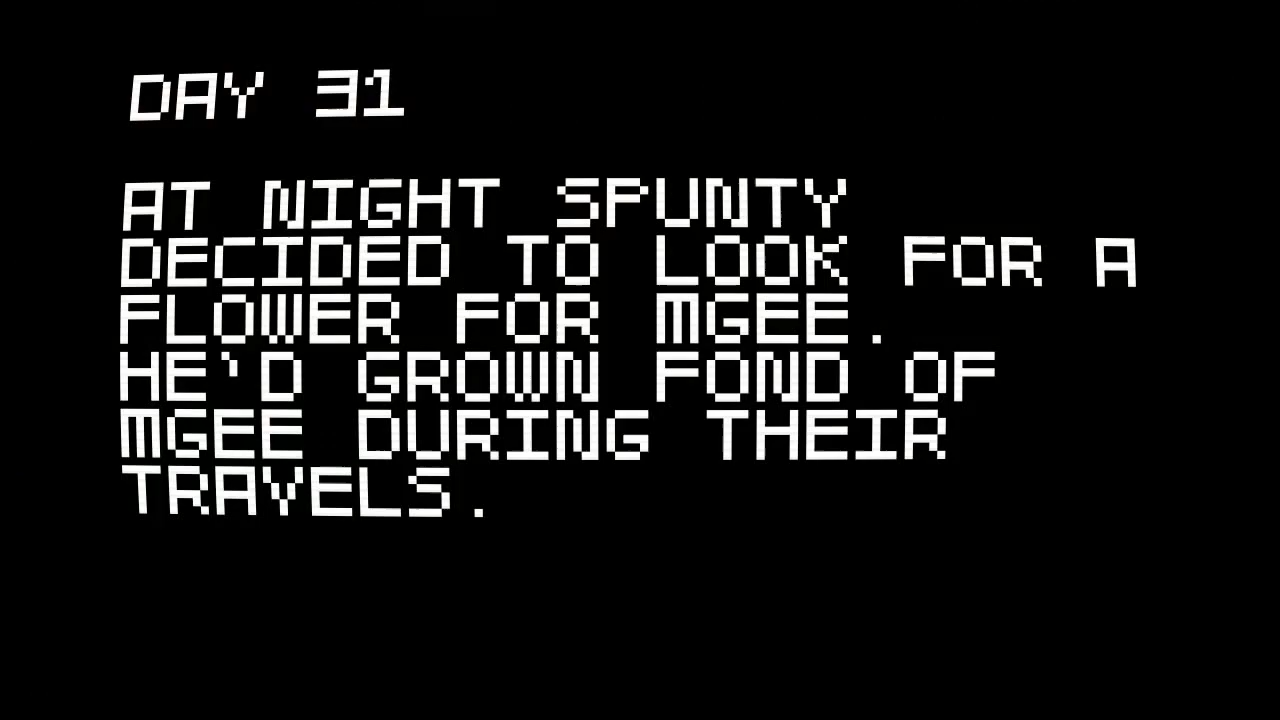 DAY 31
AT NIGHT SPUNTY
DECIDED TO LOOK FOR A
FLOWER FOR MGEE.
HE'D GROWN FOND OF
MGEE DURING THEIR
TRAVELS.